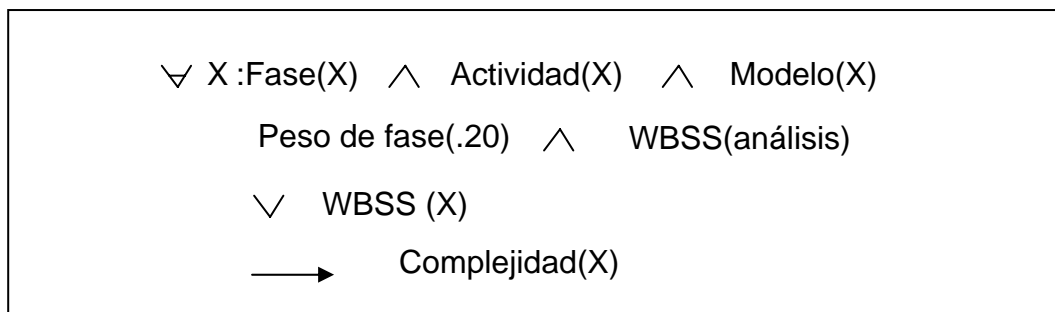 ∀ X :Fase(X) ∧ Actividad(X) ∧ Modelo(X)
Peso de fase(.20) ∧ WBSS(análisis)
∨ WBSS (X)
→ Complejidad(X)